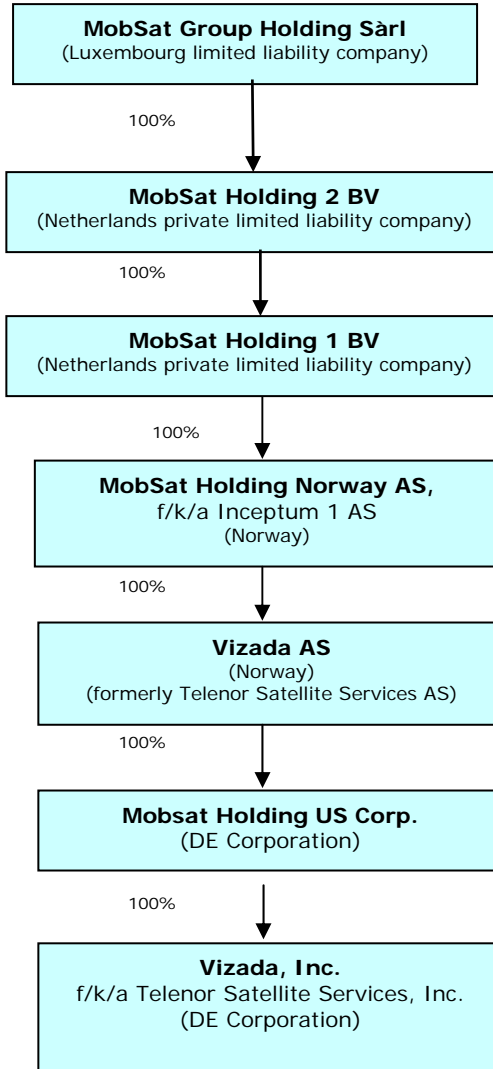 MobSat Group Holding Sàrl
(Luxembourg limited liability company)
100%
MobSat Holding 2 BV
(Netherlands private limited liability company)
100%
MobSat Holding 1 BV
(Netherlands private limited liability company)
100%
MobSat Holding Norway AS,
f/k/a Inceptum 1 AS
(Norway)
100%
Vizada AS
(Norway)
(formerly Telenor Satellite Services AS)
100%
Mobsat Holding US Corp.
(DE Corporation)
100%
Vizada, Inc.
f/k/a Telenor Satellite Services, Inc.
(DE Corporation)